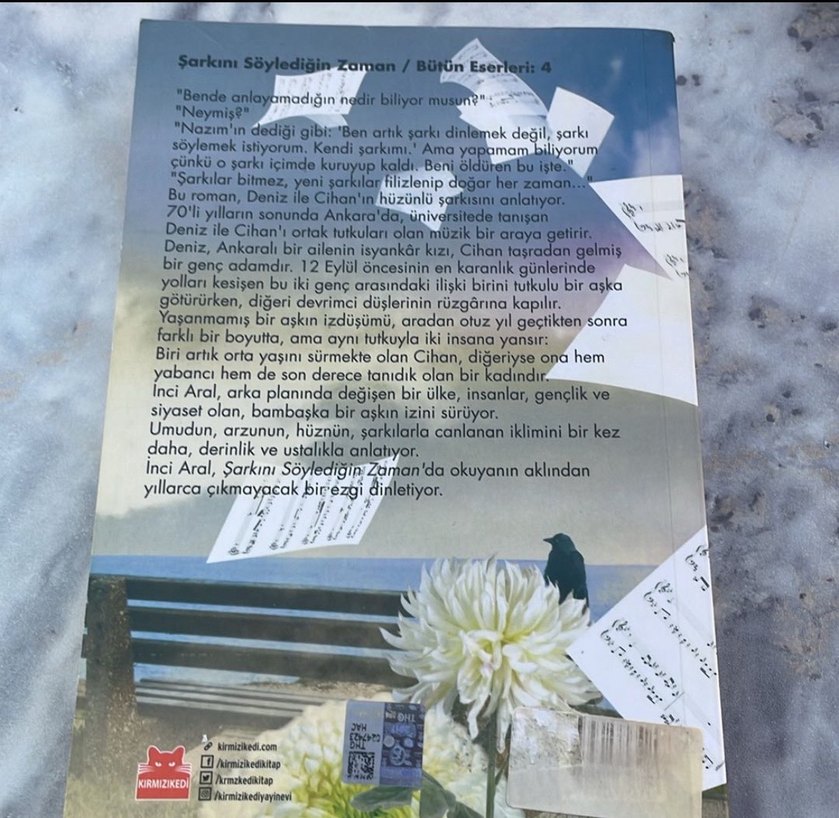 Şarkını Söylediğin Zaman / Bütün Eserleri: 4
"Bende anlayamadığın nedir biliyor musun?"
"Neymiş?"
"Nazım'ın dediği gibi: 'Ben artık şarkı dinlemek değil, şarkı
söylemek istiyorum. Kendi şarkımı.' Ama yapamam biliyorum
çünkü o şarkı içimde kuruyup kaldı. Beni öldüren bu işte."
"Şarkılar bitmez, yeni şarkılar filizlenip doğar her zaman..."
Bu roman, Deniz ile Cihan'ın hüzünlü şarkısını anlatıyor.
70'li yılların sonunda Ankara'da, üniversitede tanışan
Deniz ile Cihan'ı ortak tutkuları olan müzik bir araya getirir.
Deniz, Ankaralı bir ailenin isyankâr kızı, Cihan taşradan gelmiş
bir genç adamdır. 12 Eylül öncesinin en karanlık günlerinde
yolları kesişen bu iki genç arasındaki ilişki birini tutkulu bir aşka
götürürken, diğeri devrimci düşlerinin rüzgârına kapılır.
Yaşanmamış bir aşkın izdüşümü, aradan otuz yıl geçtikten sonra
farklı bir boyutta, ama aynı tutkuyla iki insana yansır:
Biri artık orta yaşını sürmekte olan Cihan, diğeriyse ona hem
yabancı hem de son derece tanıdık olan bir kadındır.
İnci Aral, arka planında değişen bir ülke, insanlar, gençlik ve
siyaset olan, bambaşka bir aşkın izini sürüyor.
Umudun, arzunun, hüznün, şarkılarla canlanan iklimini bir kez
daha, derinlik ve ustalıkla anlatıyor.
İnci Aral, Şarkını Söylediğin Zaman'da okuyanın aklından
yıllarca çıkmayacak bir ezgi dinletiyor.
KIRMIZIKEDİ
kirmizikedi.com
/kirmizikedikitap
/krmzkedikitap
/kirmizikediyayinevi
THG
HAC
0247423